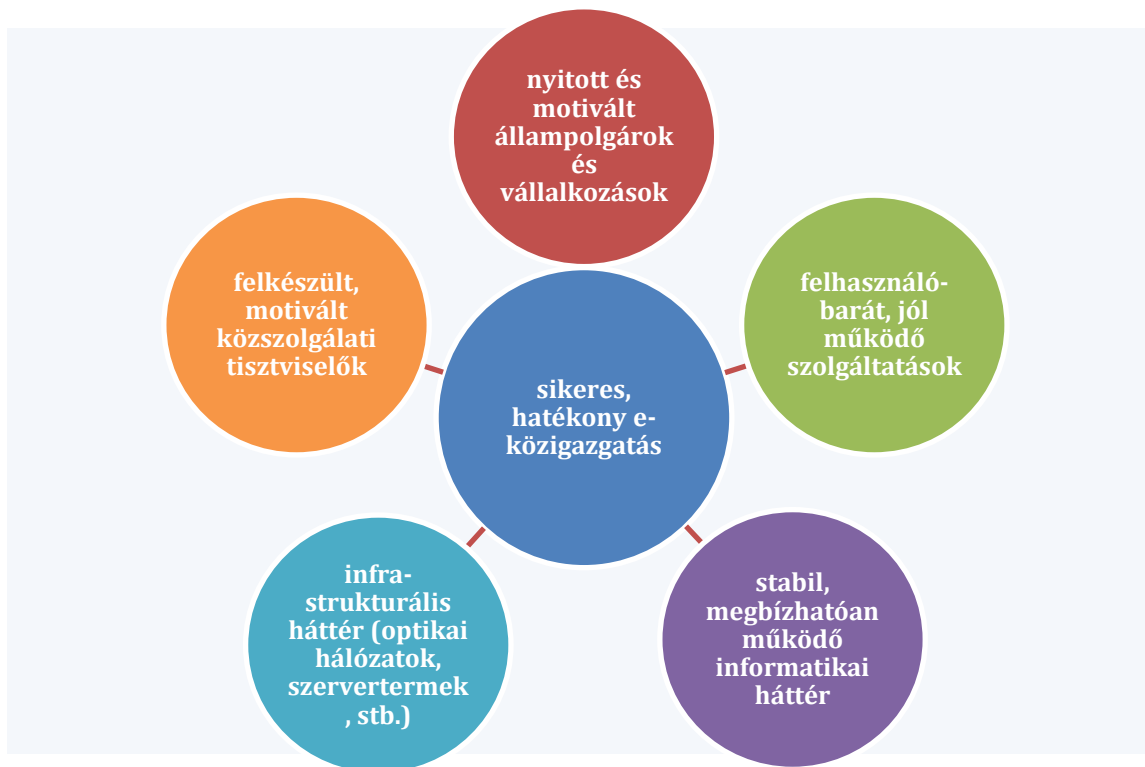 nyitott és
motivált
állampolgárok
és
vállalkozások
felkészült,
motivált
közszolgálati
tisztviselők
felhasználó-
barát, jól
működő
szolgáltatások
sikeres,
hatékony e-
közigazgatás
infra-
strukturális
háttér (optikai
hálózatok,
szervertermek
, stb.)
stabil,
megbízhatóan
működő
informatikai
háttér